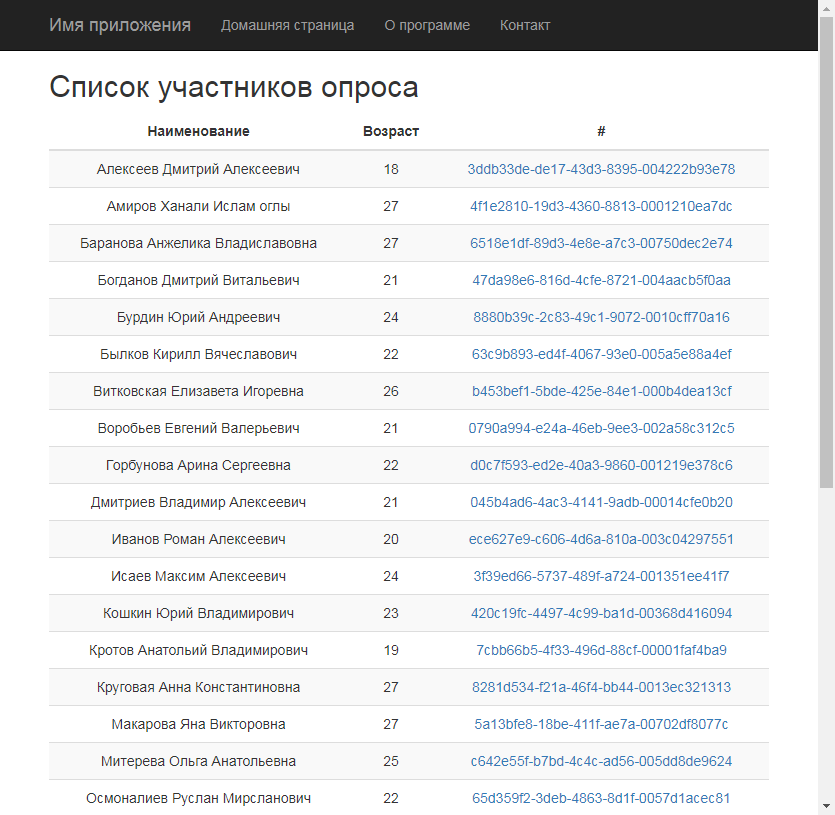 Имя приложения Домашняя страница О программе Контакт
Список участников опроса
Наименование Возраст #
Алексеев Дмитрий Алексеевич 18 3ddb33de-de17-43d3-8395-004222b93e78
Амиров Ханали Ислам оглы 27 4f1e2810-19d3-4360-8813-0001210ea7dc
Баранова Анжелика Владиславовна 27 6518e1df-89d3-4e8e-a7c3-00750dec2e74
Богданов Дмитрий Витальевич 21 47da98e6-816d-4cfe-8721-004aacb5f0aa
Бурдин Юрий Андреевич 24 8880b39c-2c83-49c1-9072-0010cff70a16
Былков Кирилл Вячеславович 22 63c9b893-ed4f-4067-93e0-005a5e88a4ef
Витковская Елизавета Игоревна 26 b453bef1-5bde-425e-84e1-000b4dea13cf
Воробьев Евгений Валерьевич 21 0790a994-e24a-46eb-9ee3-002a58c312c5
Горбунова Арина Сергеевна 22 d0c7f593-ed2e-40a3-9860-001219e378c6
Дмитриев Владимир Алексеевич 21 045b4ad6-4ac3-4141-9adb-00014cfe0b20
Иванов Роман Алексеевич 20 ece627e9-c606-4d6a-810a-003c04297551
Исаев Максим Алексеевич 24 3f39ed66-5737-489f-a724-001351ee41f7
Кошкин Юрий Владимирович 23 420c19fc-4497-4c99-ba1d-00368d416094
Кротов Анатольий Владимирович 19 7cbb66b5-4f33-496d-88cf-00001faf4ba9
Круговая Анна Константиновна 27 8281d534-f21a-46f4-bb44-0013ec321313
Макарова Яна Викторовна 27 5a13bfe8-18be-411f-ae7a-00702df8077c
Митерева Ольга Анатольевна 25 c642e55f-b7bd-4c4c-ad56-005dd8de9624
Осмоналиев Руслан Мирсланович 22 65d359f2-3deb-4863-8d1f-0057d1acec81